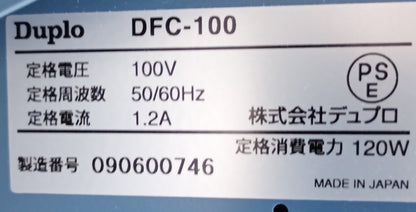 Duplo DFC-100
定格電圧 100V
定格周波数 50/60Hz
定格電流 1.2A
PS
E
株式会社デュプロ
定格消費電力 120W
製造番号 090600746
MADE IN JAPAN